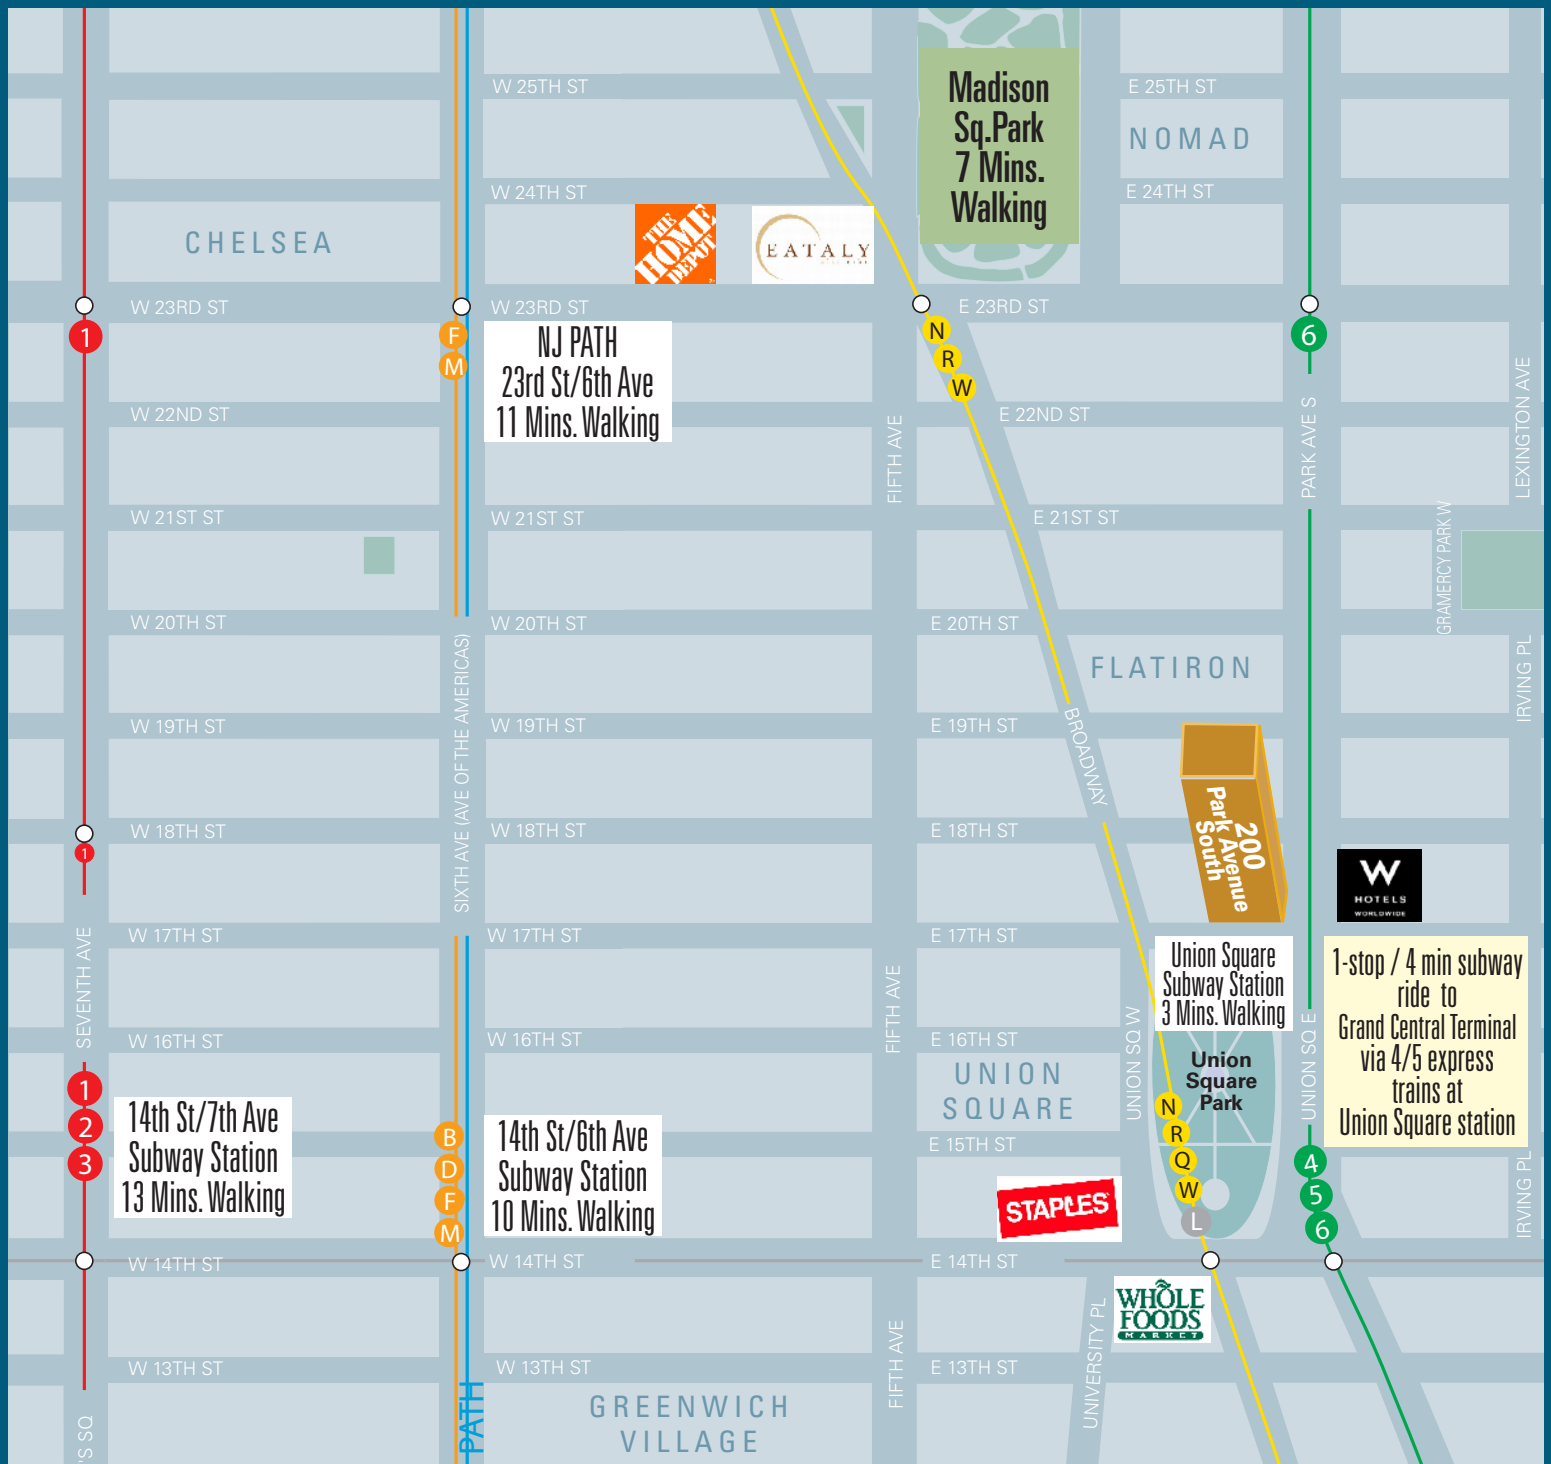 W 25TH ST
E 25TH ST
Madison
Sq.Park
7 Mins.
Walking
NOMAD
W 24TH ST
E 24TH ST
CHELSEA
THE
HOME
DEPOT
EATALY
W 23RD ST
W 23RD ST
E 23RD ST
1
F
M
NJ PATH
23rd St/6th Ave
11 Mins. Walking
N
R
W
6
W 22ND ST
E 22ND ST
FIFTH AVE
PARK AVE S
LEXINGTON AVE
W 21ST ST
W 21ST ST
E 21ST ST
GRAMERCY PARK W
W 20TH ST
W 20TH ST
E 20TH ST
SIXTH AVE (AVE OF THE AMERICAS)
FLATIRON
IRVING PL
W 19TH ST
W 19TH ST
E 19TH ST
BROADWAY
200
Park Avenue
South
W 18TH ST
W 18TH ST
E 18TH ST
1
W
HOTELS
WORLDWIDE
W 17TH ST
W 17TH ST
E 17TH ST
SEVENTH AVE
FIFTH AVE
Union Square
Subway Station
3 Mins. Walking
1-stop / 4 min subway
ride to
Grand Central Terminal
via 4/5 express
trains at
Union Square station
W 16TH ST
W 16TH ST
E 16TH ST
UNION SQ W
UNION SQ E
Union
Square
Park
UNION
SQUARE
1
2
3
14th St/7th Ave
Subway Station
13 Mins. Walking
B
D
F
M
14th St/6th Ave
Subway Station
10 Mins. Walking
E 15TH ST
N
R
Q
W
L
4
5
6
STAPLES
IRVING PL
W 14TH ST
W 14TH ST
E 14TH ST
WHOLE
FOODS
MARKET
UNIVERSITY PL
FIFTH AVE
W 13TH ST
W 13TH ST
E 13TH ST
PATH
GREENWICH
VILLAGE
'S SQ